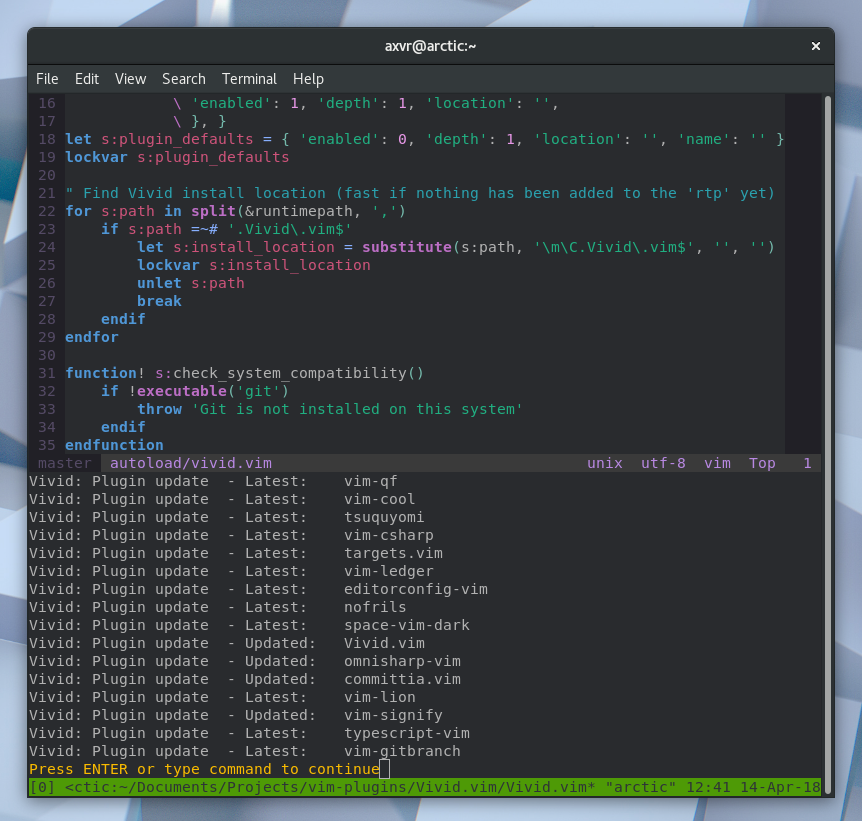 axvr@arctic:~ ×
File Edit View Search Terminal Help
16             \ 'enabled': 1, 'depth': 1, 'location': '',
17             \ }, }
18 let s:plugin_defaults = { 'enabled': 0, 'depth': 1, 'location': '', 'name': '' }
19 lockvar s:plugin_defaults
20
21 " Find Vivid install location (fast if nothing has been added to the 'rtp' yet)
22 for s:path in split(&runtimepath, ',')
23     if s:path =~# '.Vivid\.vim$'
24         let s:install_location = substitute(s:path, '\m\C.Vivid\.vim$', '', '')
25         lockvar s:install_location
26         unlet s:path
27         break
28     endif
29 endfor
30
31 function! s:check_system_compatibility()
32     if !executable('git')
33         throw 'Git is not installed on this system'
34     endif
35 endfunction
master  autoload/vivid.vim unix utf-8 vim Top 1
Vivid: Plugin update  - Latest:    vim-qf
Vivid: Plugin update  - Latest:    vim-cool
Vivid: Plugin update  - Latest:    tsuquyomi
Vivid: Plugin update  - Latest:    vim-csharp
Vivid: Plugin update  - Latest:    targets.vim
Vivid: Plugin update  - Latest:    vim-ledger
Vivid: Plugin update  - Latest:    editorconfig-vim
Vivid: Plugin update  - Latest:    nofrils
Vivid: Plugin update  - Latest:    space-vim-dark
Vivid: Plugin update  - Updated:   Vivid.vim
Vivid: Plugin update  - Latest:    omnisharp-vim
Vivid: Plugin update  - Updated:   committia.vim
Vivid: Plugin update  - Latest:    vim-lion
Vivid: Plugin update  - Updated:   vim-signify
Vivid: Plugin update  - Latest:    typescript-vim
Vivid: Plugin update  - Latest:    vim-gitbranch
Press ENTER or type command to continue
[0] <ctic:~/Documents/Projects/vim-plugins/Vivid.vim/Vivid.vim* "arctic" 12:41 14-Apr-18